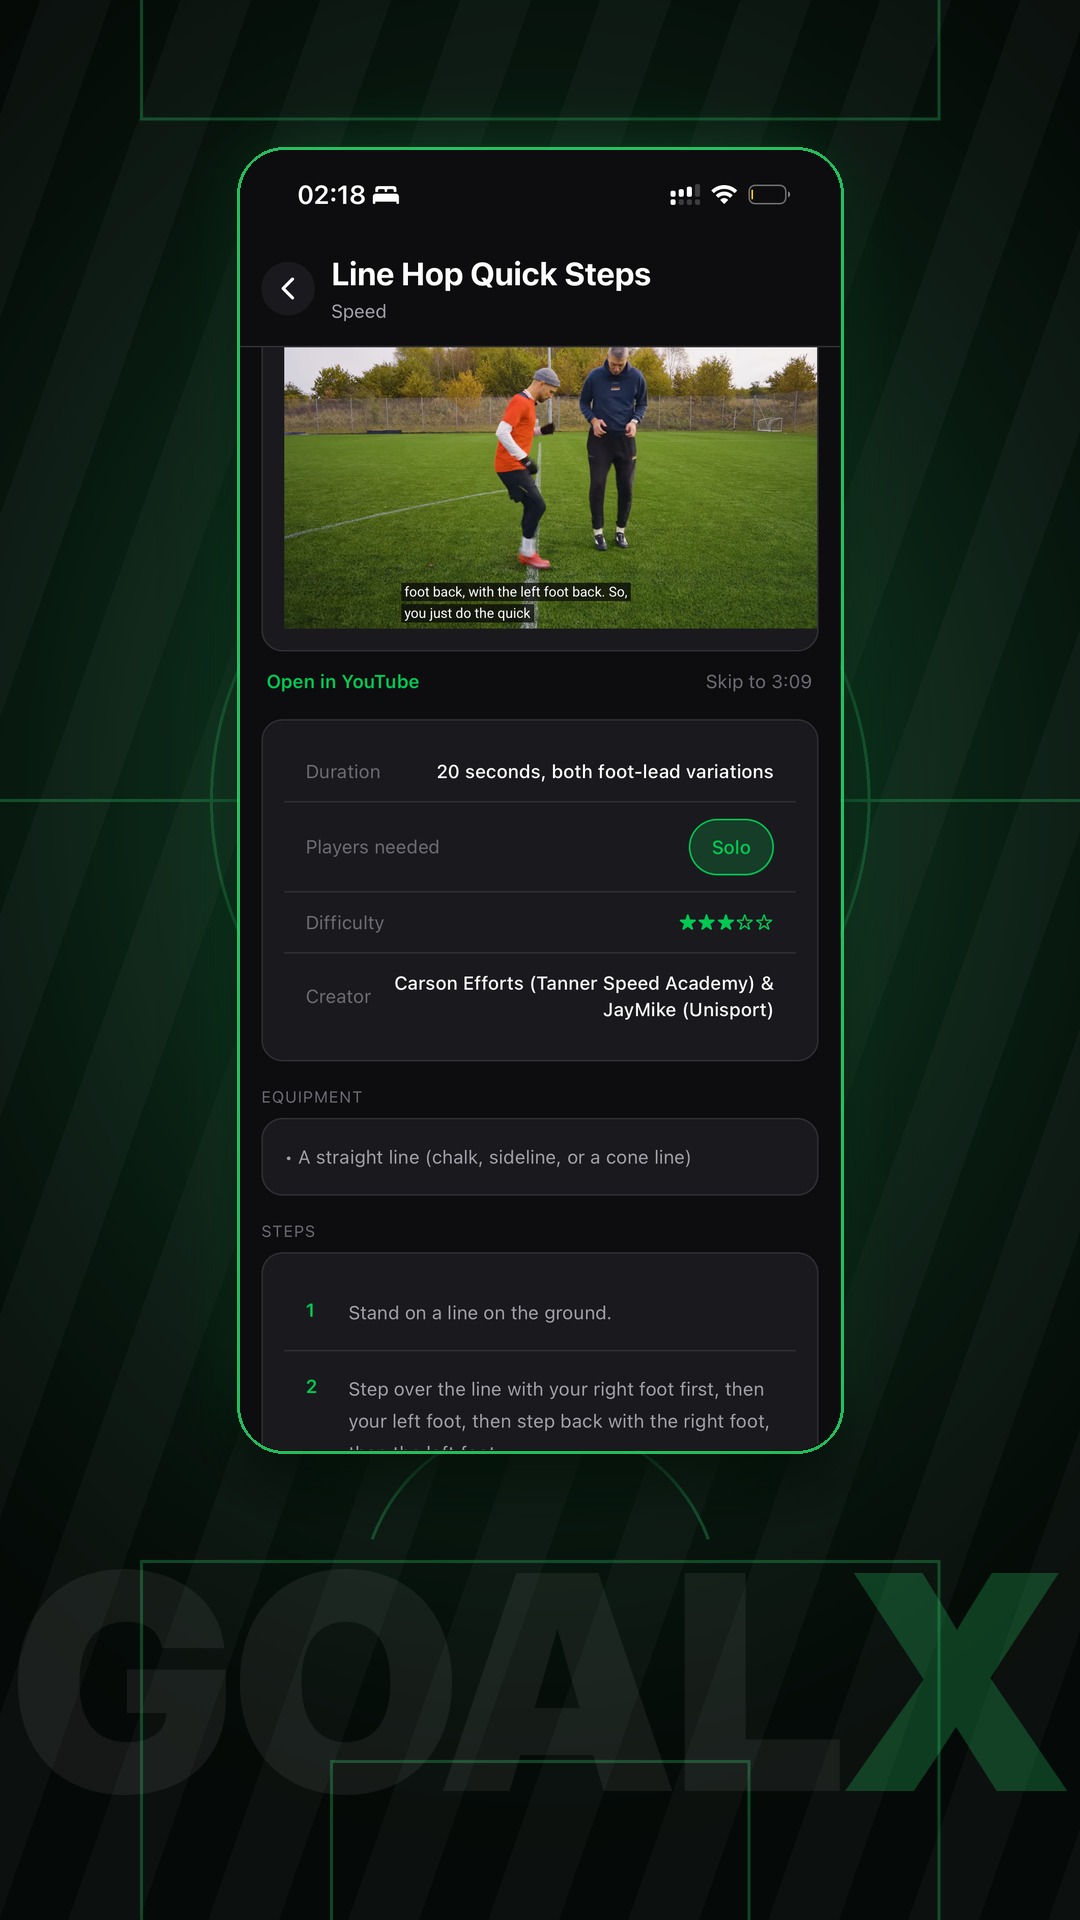 02:18
Line Hop Quick Steps
Speed
foot back, with the left foot back. So,
you just do the quick
Open in YouTube
Skip to 3:09
Duration
20 seconds, both foot-lead variations
Players needed
Solo
Difficulty
Creator
Carson Efforts (Tanner Speed Academy) &
JayMike (Unisport)
EQUIPMENT
• A straight line (chalk, sideline, or a cone line)
STEPS
1 Stand on a line on the ground.
2 Step over the line with your right foot first, then
your left foot, then step back with the right foot,
then the left foot
GOALX